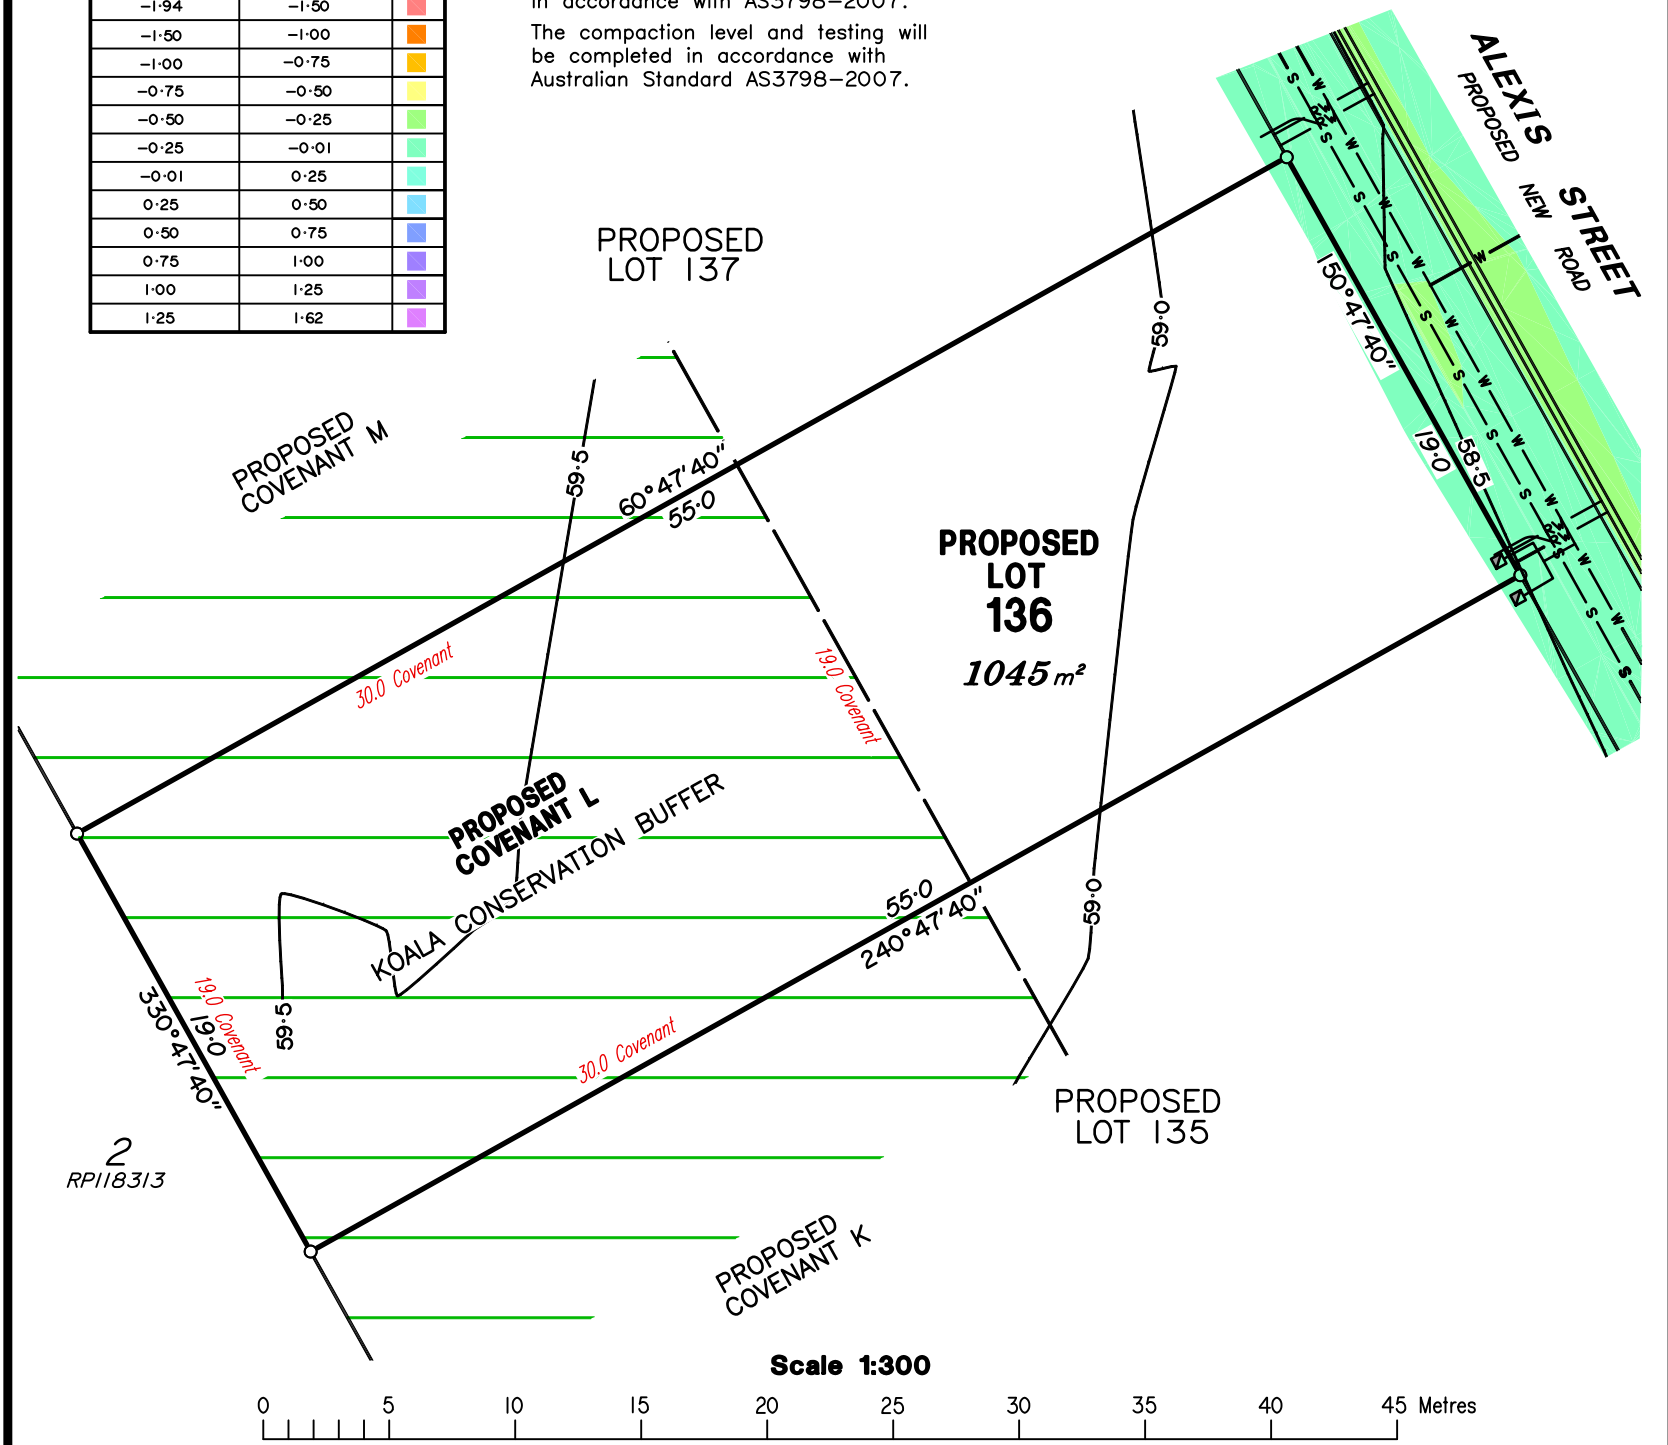 -1·94 -1·50
-1·50 -1·00
-1·00 -0·75
-0·75 -0·50
-0·50 -0·25
-0·25 -0·01
-0·01 0·25
0·25 0·50
0·50 0·75
0·75 1·00
1·00 1·25
1·25 1·62
in accordance with AS3798-2007.
The compaction level and testing will
be completed in accordance with
Australian Standard AS3798-2007.
ALEXIS STREET
PROPOSED NEW ROAD
PROPOSED
LOT 137
PROPOSED
COVENANT M
59·5
60°47'40"
55·0
59·0
150°47'40"
19·0
58·5
S S S S S S S S S
W W W W W W W W W W
PROPOSED
LOT
136
1045 m²
30.0 Covenant
19.0 Covenant
PROPOSED
COVENANT L
KOALA CONSERVATION BUFFER
55·0
240°47'40"
59·0
19.0 Covenant
19·0
330°47'40"
59·5
30.0 Covenant
PROPOSED
LOT 135
2
RP118313
PROPOSED
COVENANT K
Scale 1:300
0 5 10 15 20 25 30 35 40 45 Metres